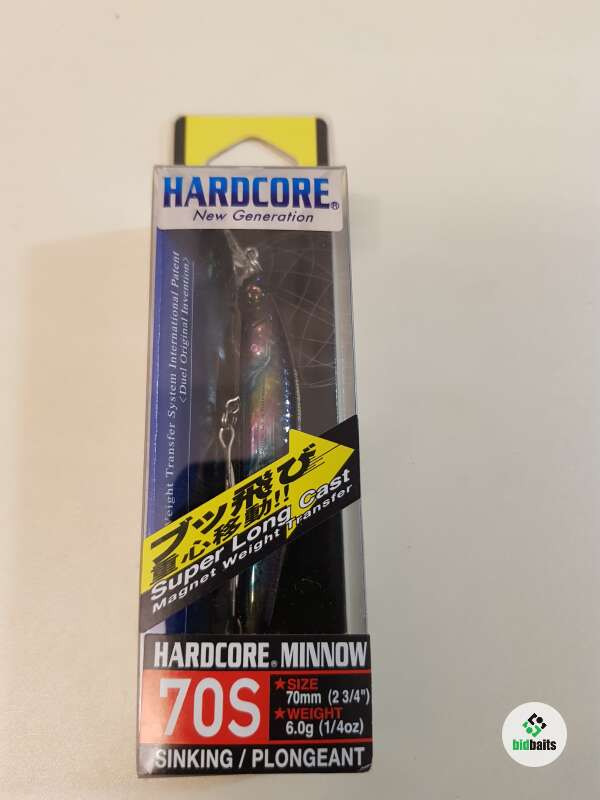 HARDCORE®
New Generation
Weight Transfer System International Patent
<Duel Original Invention>
ブッ飛び
重心移動!!
Super Long Cast
Magnet Weight Transfer
HARDCORE® MINNOW
70S
★SIZE
70mm (2 3/4")
★WEIGHT
6.0g (1/4oz)
SINKING / PLONGEANT
bidbaits